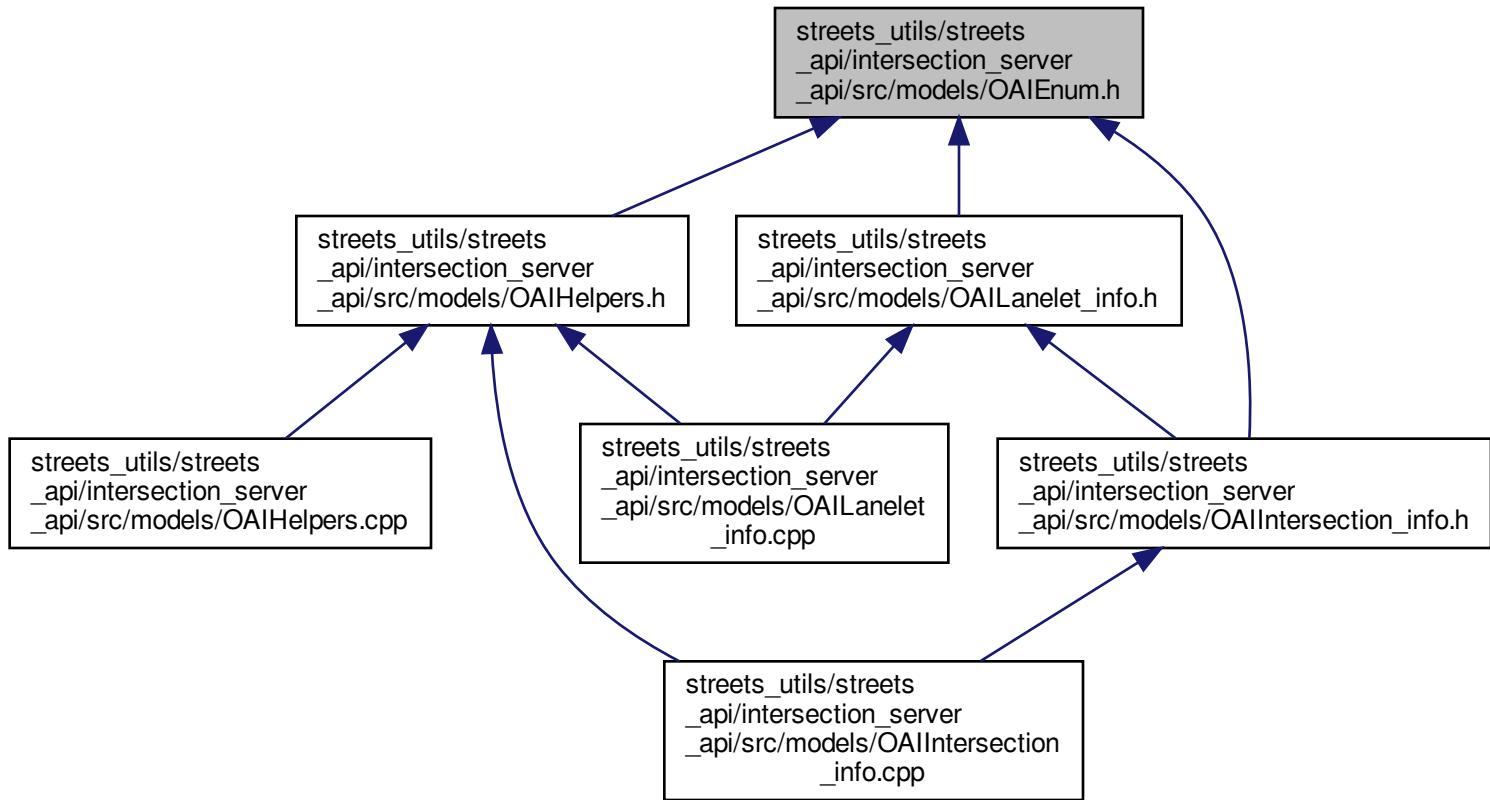 streets_utils/streets
_api/intersection_server
_api/src/models/OAIEnum.h
streets_utils/streets
_api/intersection_server
_api/src/models/OAIHelpers.h
streets_utils/streets
_api/intersection_server
_api/src/models/OAILanelet_info.h
streets_utils/streets
_api/intersection_server
_api/src/models/OAIHelpers.cpp
streets_utils/streets
_api/intersection_server
_api/src/models/OAILanelet
_info.cpp
streets_utils/streets
_api/intersection_server
_api/src/models/OAIIntersection_info.h
streets_utils/streets
_api/intersection_server
_api/src/models/OAIIntersection
_info.cpp